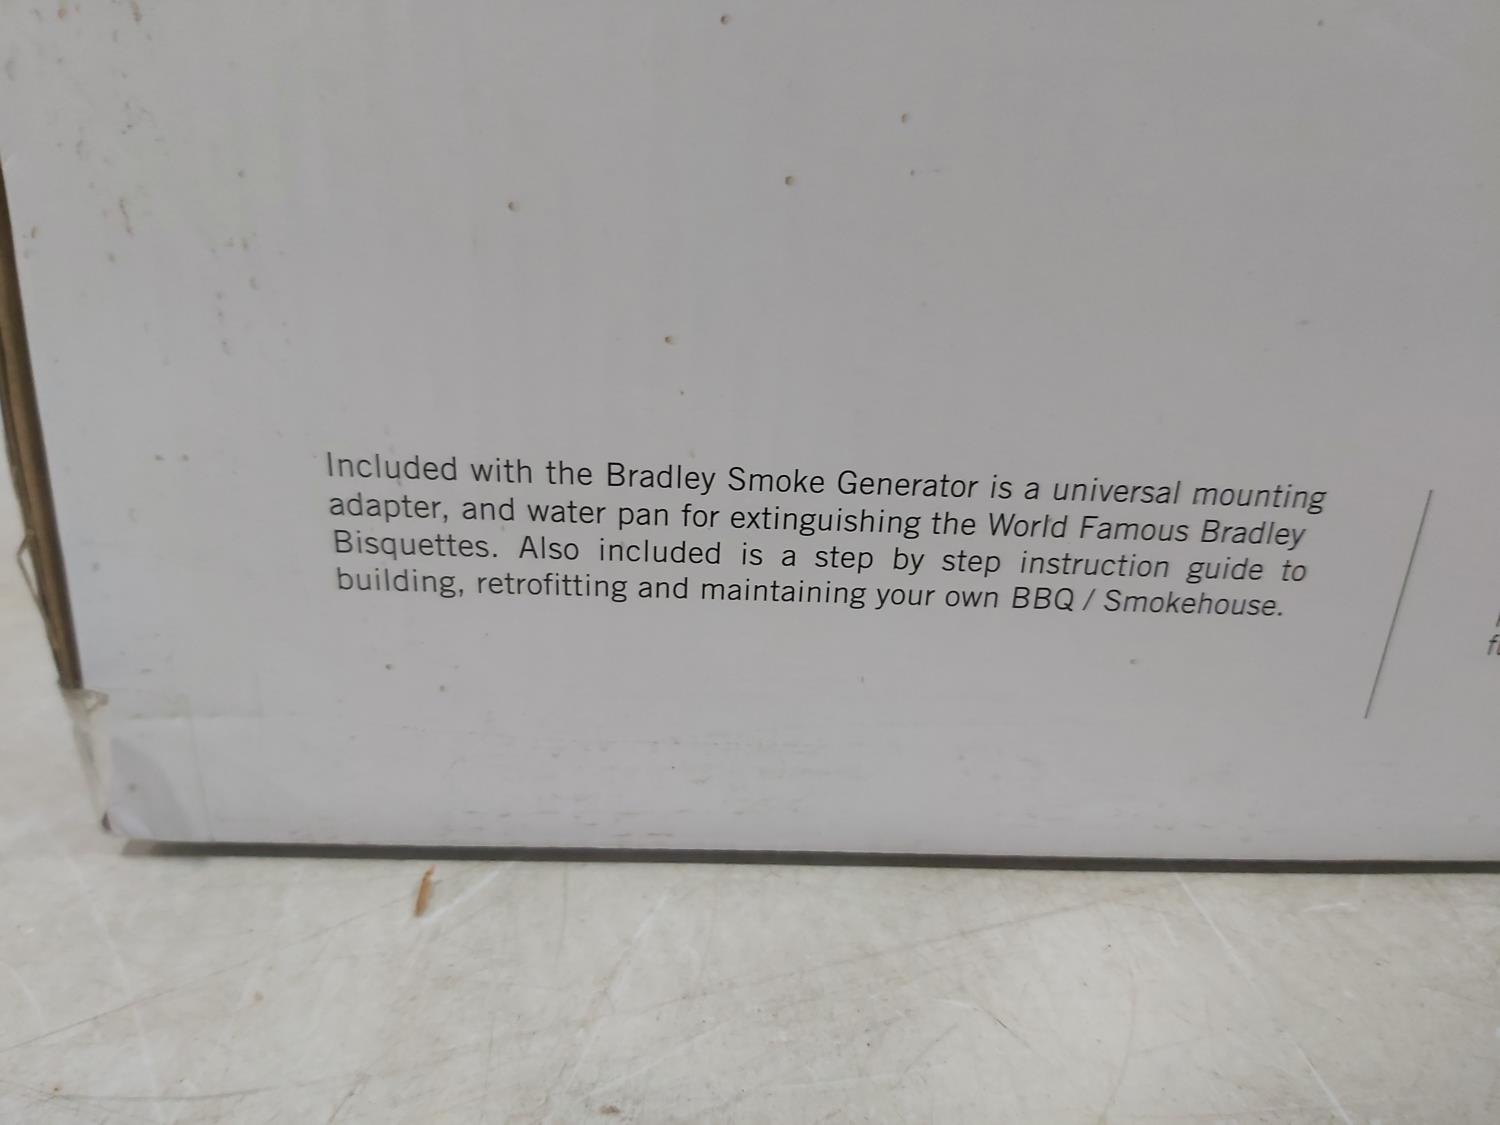 Included with the Bradley Smoke Generator is a universal mounting
adapter, and water pan for extinguishing the World Famous Bradley
Bisquettes. Also included is a step by step instruction guide to
building, retrofitting and maintaining your own BBQ / Smokehouse.